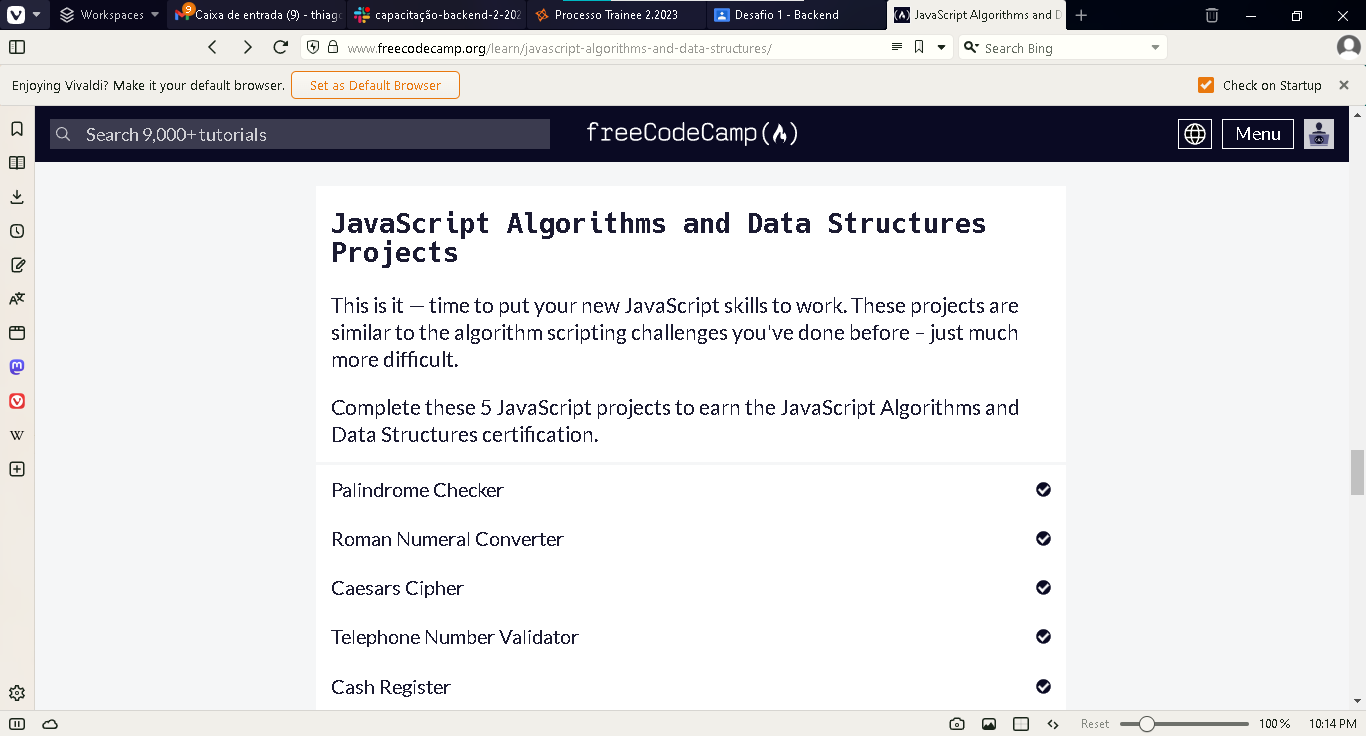 Workspaces
9
Caixa de entrada (9) - thiag
capacitação-backend-2-202
Processo Trainee 2.2023
Desafio 1 - Backend
JavaScript Algorithms and D
www.freecodecamp.org/learn/javascript-algorithms-and-data-structures/
Search Bing
Enjoying Vivaldi? Make it your default browser.
Set as Default Browser
Check on Startup
Search 9,000+ tutorials
freeCodeCamp
Menu
JavaScript Algorithms and Data Structures
Projects
This is it — time to put your new JavaScript skills to work. These projects are
similar to the algorithm scripting challenges you've done before – just much
more difficult.
Complete these 5 JavaScript projects to earn the JavaScript Algorithms and
Data Structures certification.
Palindrome Checker
Roman Numeral Converter
Caesars Cipher
Telephone Number Validator
Cash Register
W
Reset
100 %
10:14 PM